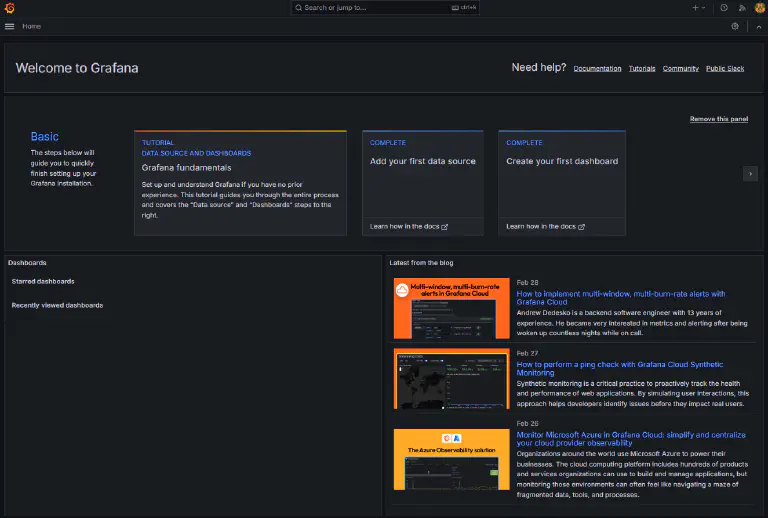 Search or jump to...
ctrl+k
Home
Welcome to Grafana
Need help?
Documentation
Tutorials
Community
Public Slack
Remove this panel
Basic
The steps below will
guide you to quickly
finish setting up your
Grafana installation.
TUTORIAL
DATA SOURCE AND DASHBOARDS
Grafana fundamentals
Set up and understand Grafana if you have no prior
experience. This tutorial guides you through the entire process
and covers the "Data source" and "Dashboards" steps to the
right.
COMPLETE
Add your first data source
Learn how in the docs
COMPLETE
Create your first dashboard
Learn how in the docs
Dashboards
Starred dashboards
Recently viewed dashboards
Latest from the blog
Multi-window, multi-burn-rate
alerts in Grafana Cloud
Feb 28
How to implement multi-window, multi-burn-rate alerts with
Grafana Cloud
Andrew Dedesko is a backend software engineer with 13 years of
experience. He became very interested in metrics and alerting after being
woken up countless nights while on call.
Feb 27
How to perform a ping check with Grafana Cloud Synthetic
Monitoring
Synthetic monitoring is a critical practice to proactively track the health
and performance of web applications. By simulating user interactions, this
approach helps developers identify issues before they impact real users.
The Azure Observability solution
Feb 26
Monitor Microsoft Azure in Grafana Cloud: simplify and centralize
your cloud provider observability
Organizations around the world use Microsoft Azure to power their
businesses. The cloud computing platform includes hundreds of products
and services organizations can use to build and manage applications, but
monitoring those environments can often feel like navigating a maze of
fragmented data, tools, and processes.